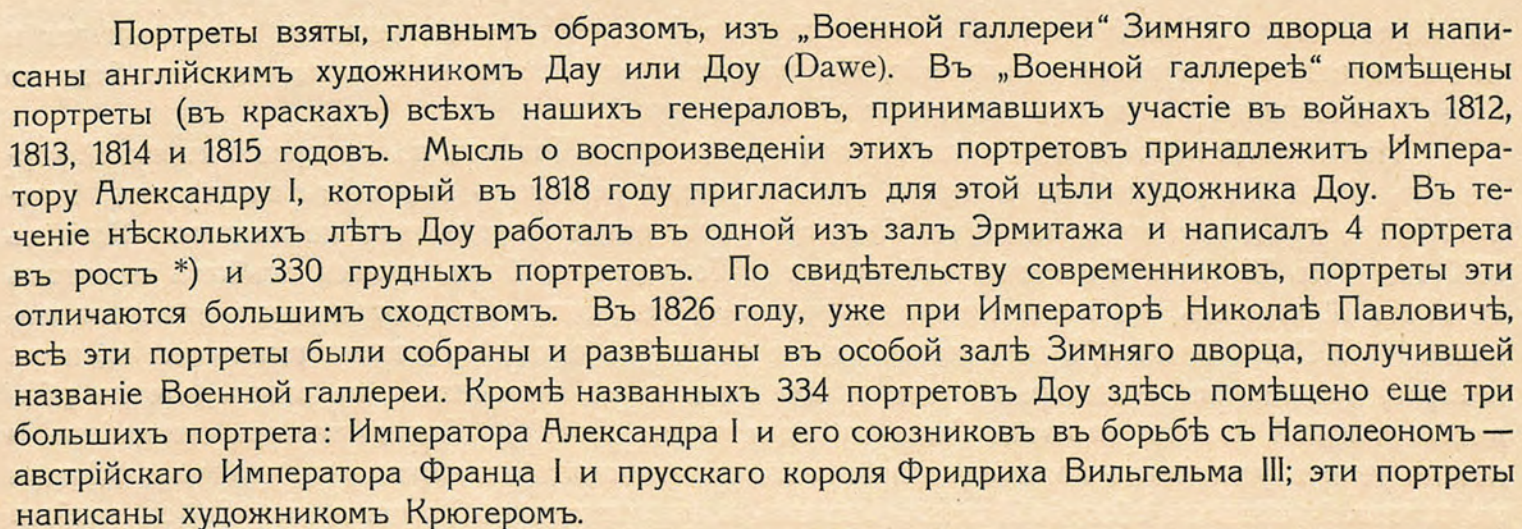 Портреты взяты, главнымъ образомъ, изъ „Военной галлереи“ Зимняго дворца и напи-
саны англійскимъ художникомъ Дау или Доу (Dawe). Въ „Военной галлереѣ“ помѣщены
портреты (въ краскахъ) всѣхъ нашихъ генераловъ, принимавшихъ участіе въ войнахъ 1812,
1813, 1814 и 1815 годовъ. Мысль о воспроизведеніи этихъ портретовъ принадлежитъ Импера-
тору Александру I, который въ 1818 году пригласилъ для этой цѣли художника Доу. Въ те-
ченіе нѣсколькихъ лѣтъ Доу работалъ въ одной изъ залъ Эрмитажа и написалъ 4 портрета
въ ростъ *) и 330 грудныхъ портретовъ. По свидѣтельству современниковъ, портреты эти
отличаются большимъ сходствомъ. Въ 1826 году, уже при Императорѣ Николаѣ Павловичѣ,
всѣ эти портреты были собраны и развѣшаны въ особой залѣ Зимняго дворца, получившей
названіе Военной галлереи. Кромѣ названныхъ 334 портретовъ Доу здѣсь помѣщено еще три
большихъ портрета: Императора Александра I и его союзниковъ въ борьбѣ съ Наполеономъ —
австрійскаго Императора Франца I и прусскаго короля Фридриха Вильгельма III; эти портреты
написаны художникомъ Крюгеромъ.